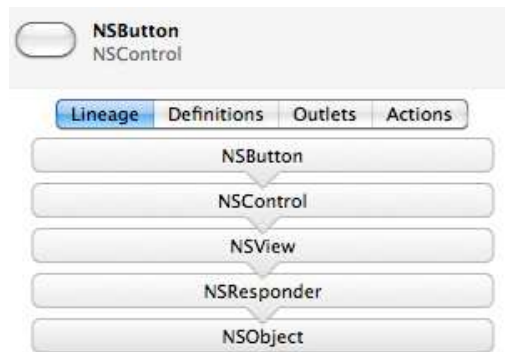 NSButton
NSControl
Lineage Definitions Outlets Actions
NSButton
NSControl
NSView
NSResponder
NSObject